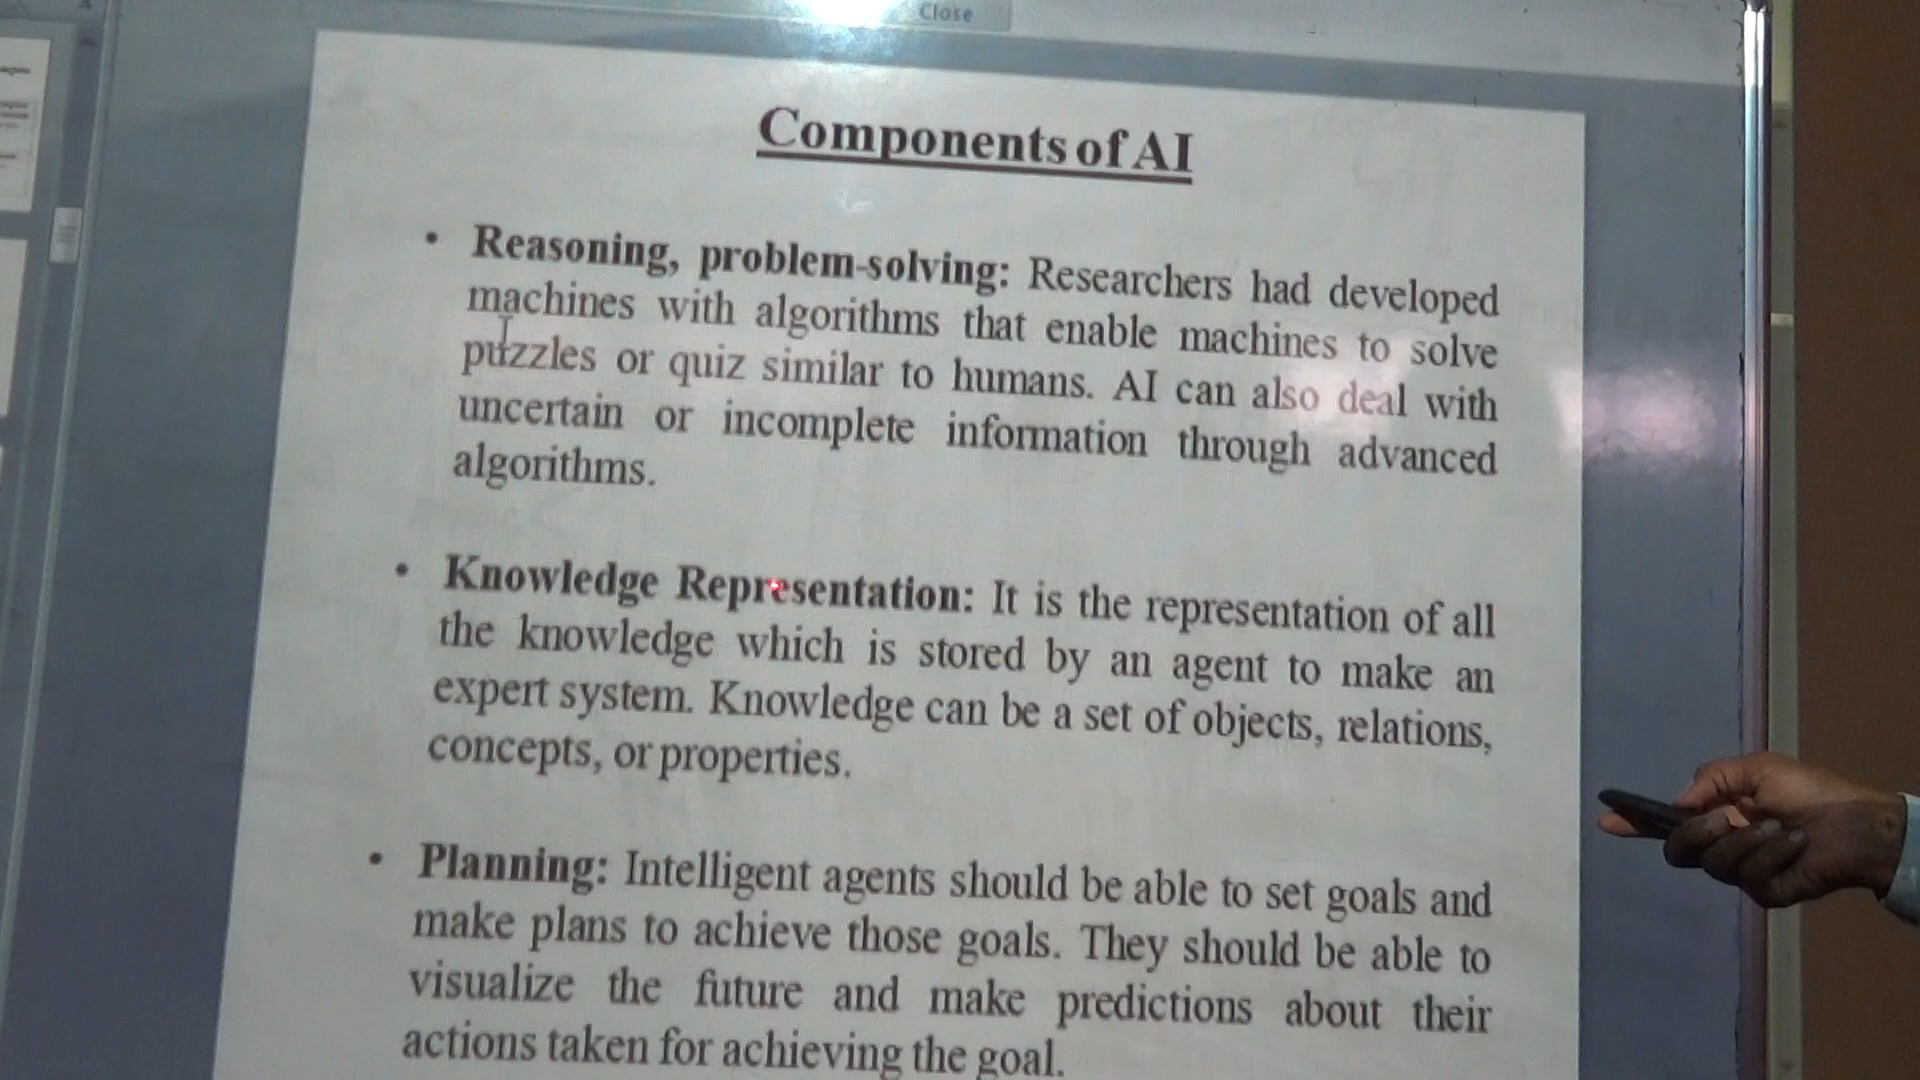 Close
Components of AI
• Reasoning, problem-solving: Researchers had developed
machines with algorithms that enable machines to solve
puzzles or quiz similar to humans. AI can also deal with
uncertain or incomplete information through advanced
algorithms.
• Knowledge Representation: It is the representation of all
the knowledge which is stored by an agent to make an
expert system. Knowledge can be a set of objects, relations,
concepts, or properties.
• Planning: Intelligent agents should be able to set goals and
make plans to achieve those goals. They should be able to
visualize the future and make predictions about their
actions taken for achieving the goal.